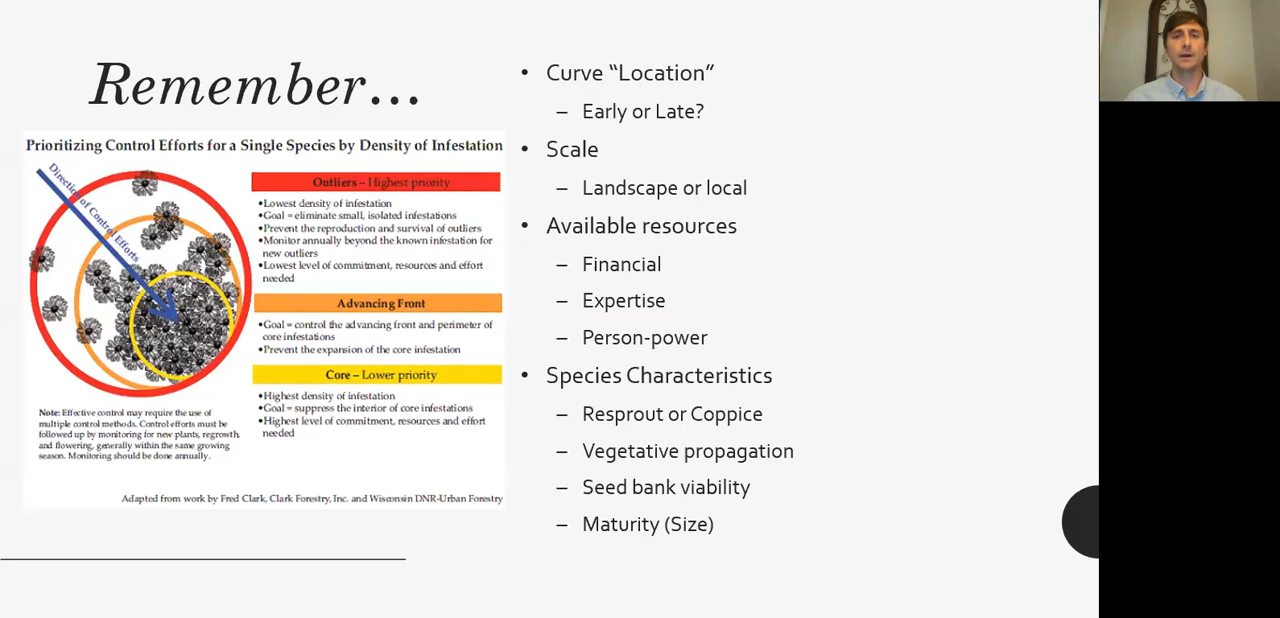 Remember...
Prioritizing Control Efforts for a Single Species by Density of Infestation
Direction of Control Efforts
Outliers – Highest priority
•Lowest density of infestation
•Goal = eliminate small, isolated infestations
•Prevent the reproduction and survival of outliers
•Monitor annually beyond the known infestation for
new outliers
•Lowest level of commitment, resources and effort
needed
Advancing Front
•Goal = control the advancing front and perimeter of
core infestations
•Prevent the expansion of the core infestation
Core – Lower priority
•Highest density of infestation
•Goal = suppress the interior of core infestations
•Highest level of commitment, resources and effort
needed
Note: Effective control may require the use of
multiple control methods. Control efforts must be
followed up by monitoring for new plants, regrowth,
and flowering, generally within the same growing
season. Monitoring should be done annually.
Adapted from work by Fred Clark, Clark Forestry, Inc. and Wisconsin DNR-Urban Forestry
• Curve “Location”
– Early or Late?
• Scale
– Landscape or local
• Available resources
– Financial
– Expertise
– Person-power
• Species Characteristics
– Resprout or Coppice
– Vegetative propagation
– Seed bank viability
– Maturity (Size)